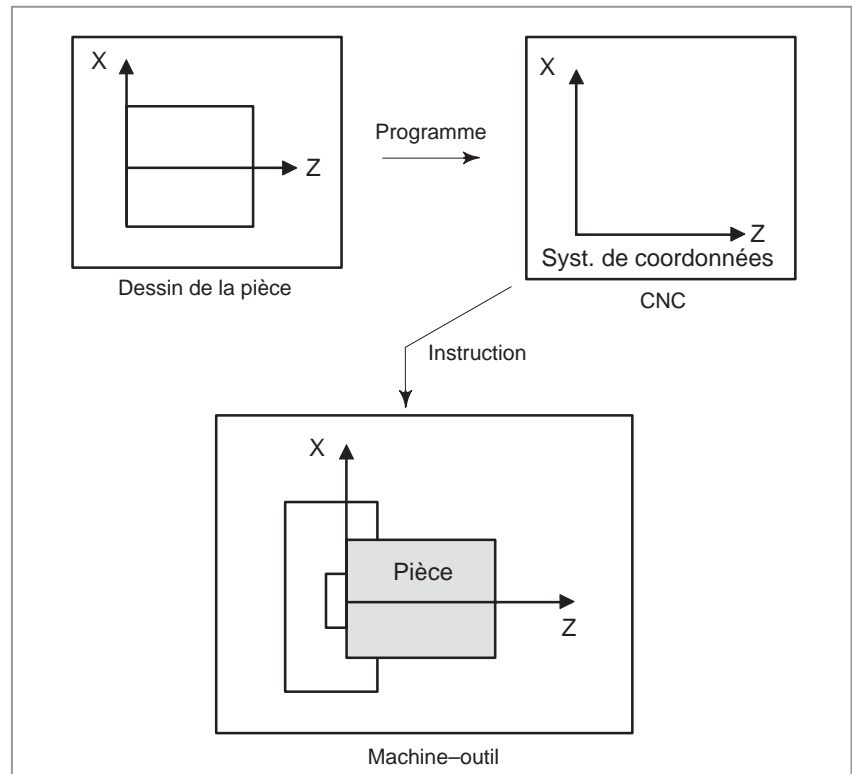 X
Z
Dessin de la pièce
Programme
X
Z
Syst. de coordonnées
CNC
Instruction
X
Pièce
Z
Machine–outil